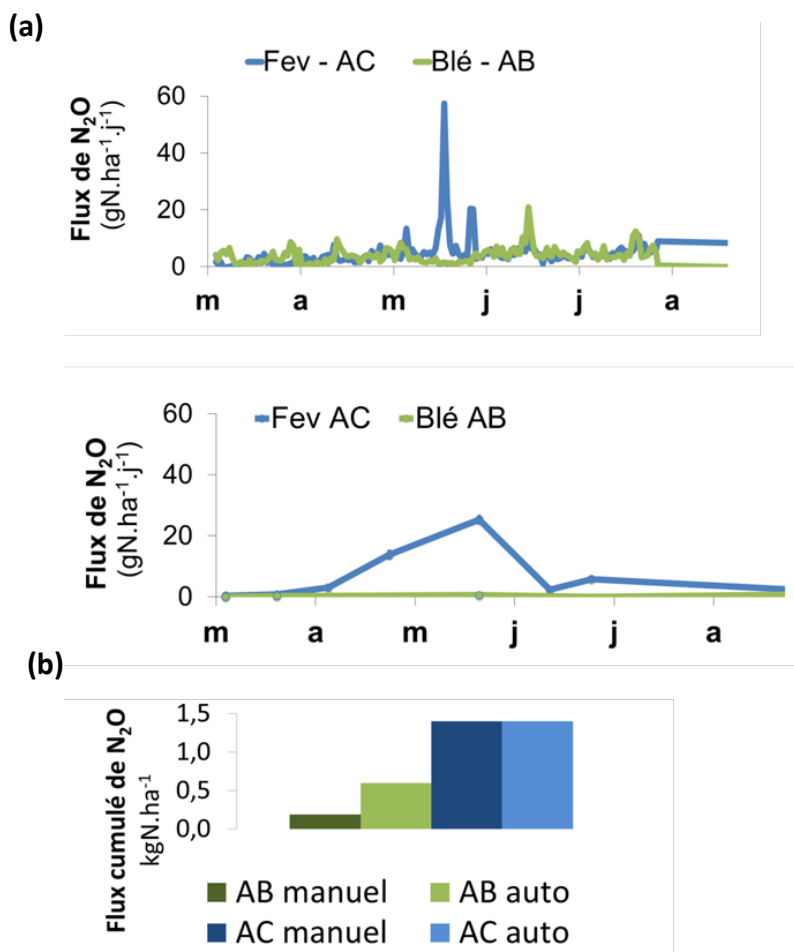 (a)
Fev - AC Blé - AB
Flux de N₂O
(gN.ha⁻¹.j⁻¹)
60
40
20
0
m a m j j a
Fev AC Blé AB
Flux de N₂O
(gN.ha⁻¹.j⁻¹)
60
40
20
0
m a m j j a
(b)
Flux cumulé de N₂O
kgN.ha⁻¹
1,5
1,0
0,5
0,0
AB manuel AB auto
AC manuel AC auto